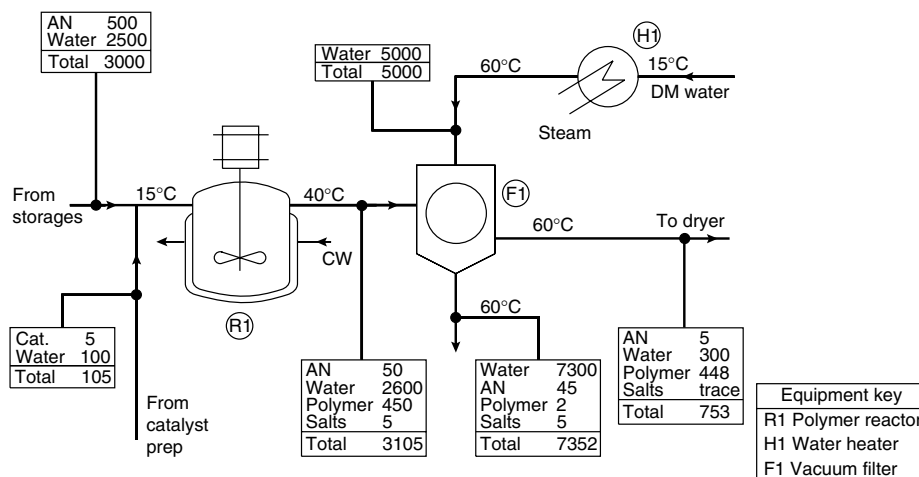 AN 500
Water 2500
Total 3000
Water 5000
Total 5000
60°C
H1
15°C
DM water
Steam
From
storages
15°C
40°C
CW
R1
F1
60°C
To dryer
60°C
Cat. 5
Water 100
Total 105
From
catalyst
prep
AN 50
Water 2600
Polymer 450
Salts 5
Total 3105
Water 7300
AN 45
Polymer 2
Salts 5
Total 7352
AN 5
Water 300
Polymer 448
Salts trace
Total 753
Equipment key
R1 Polymer reactor
H1 Water heater
F1 Vacuum filter